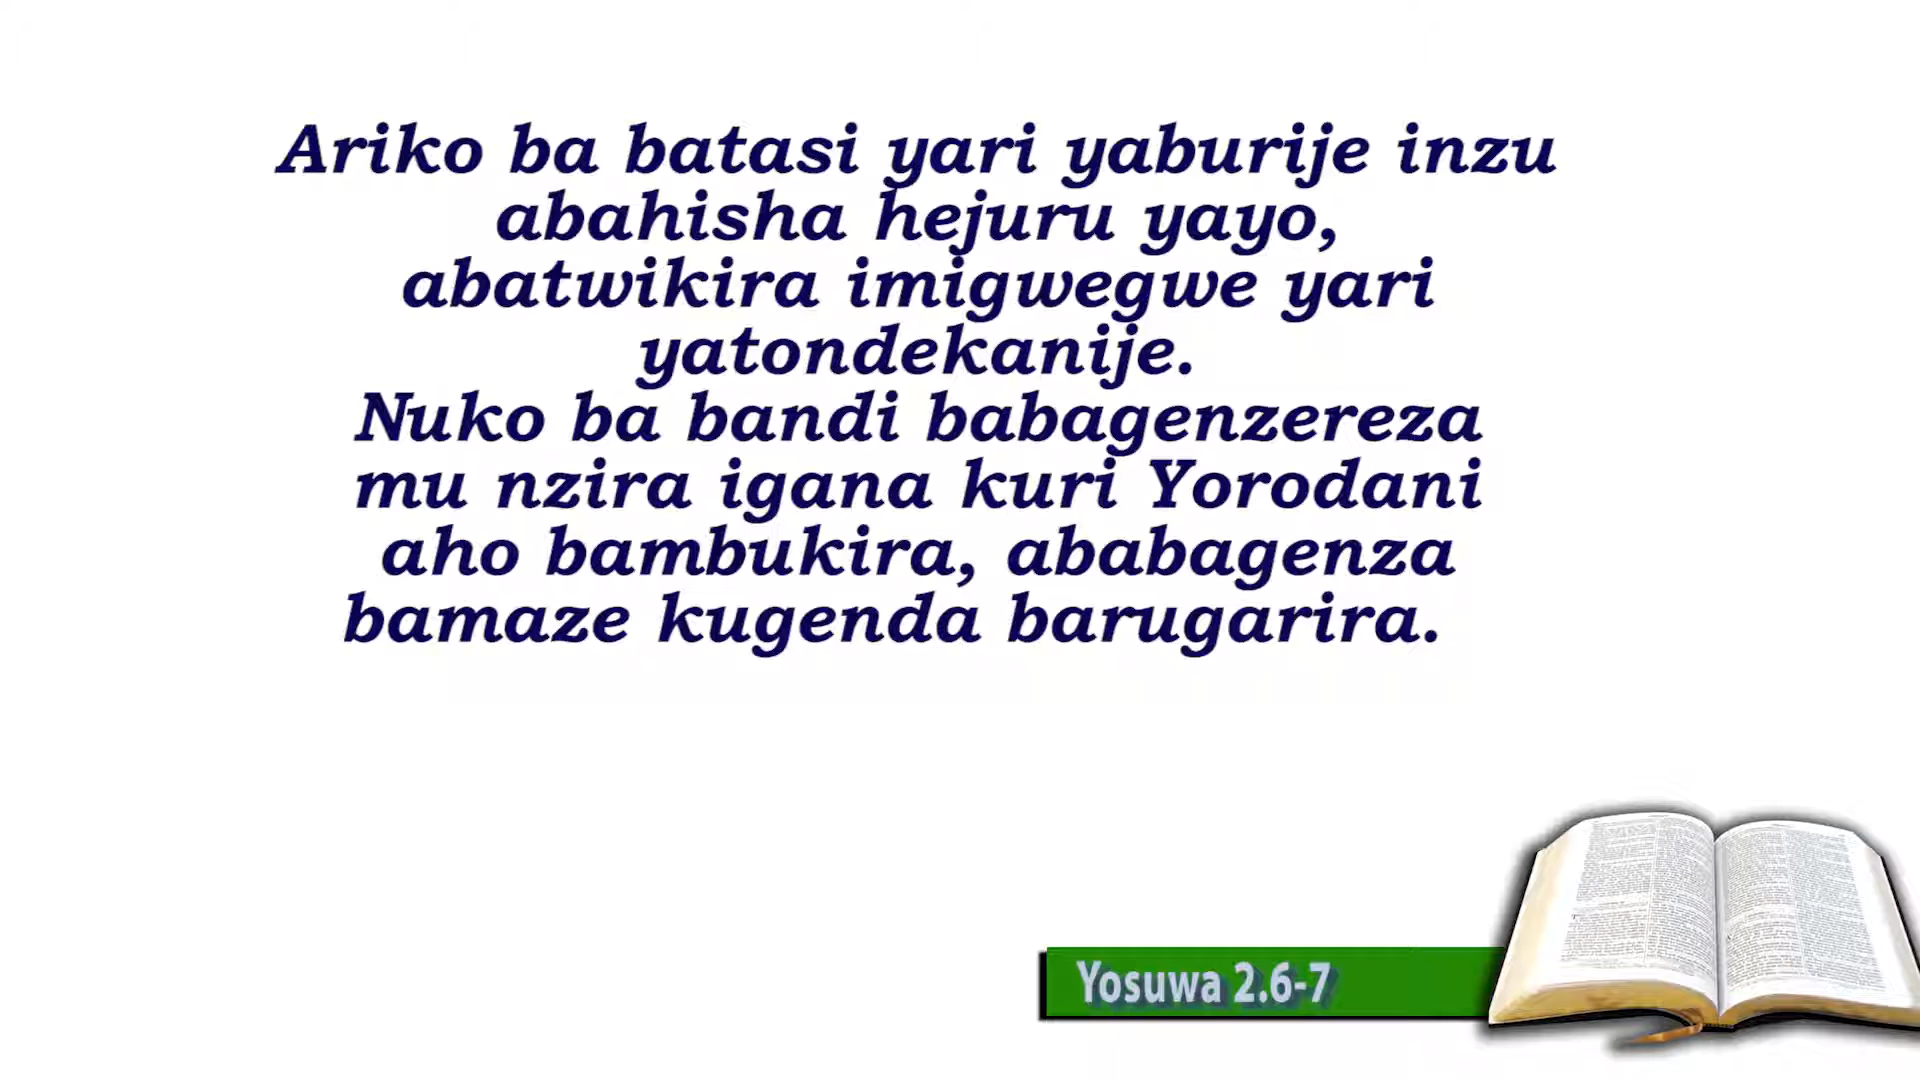 Ariko ba batasi yari yaburije inzu
abahisha hejuru yayo,
abatwikira imigwegwe yari
yatondekanije.
Nuko ba bandi babagenzereza
mu nzira igana kuri Yorodani
aho bambukira, ababagenza
bamaze kugenda barugarira.
Yosuwa 2.6-7